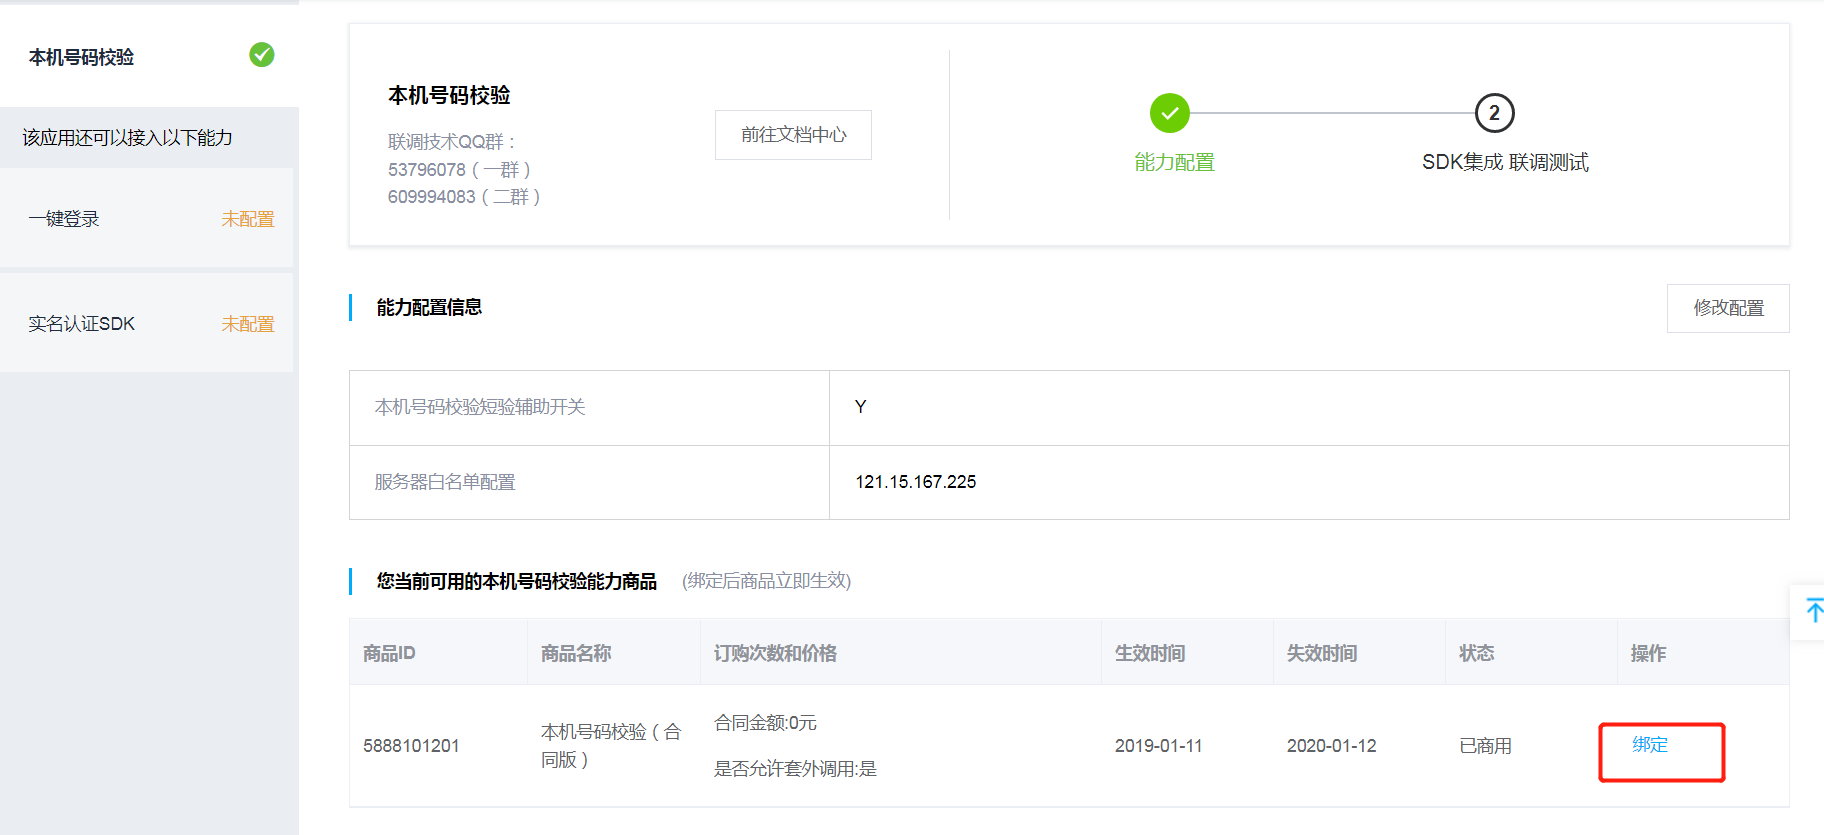 本机号码校验
该应用还可以接入以下能力
一键登录
未配置
实名认证SDK
未配置
本机号码校验
联调技术QQ群：
53796078（一群）
609994083（二群）
前往文档中心
能力配置
2
SDK集成 联调测试
能力配置信息
修改配置
本机号码校验短验辅助开关
Y
服务器白名单配置
121.15.167.225
您当前可用的本机号码校验能力商品 (绑定后商品立即生效)
商品ID
商品名称
订购次数和价格
生效时间
失效时间
状态
操作
5888101201
本机号码校验（合
同版）
合同金额:0元
是否允许套外调用:是
2019-01-11
2020-01-12
已商用
绑定